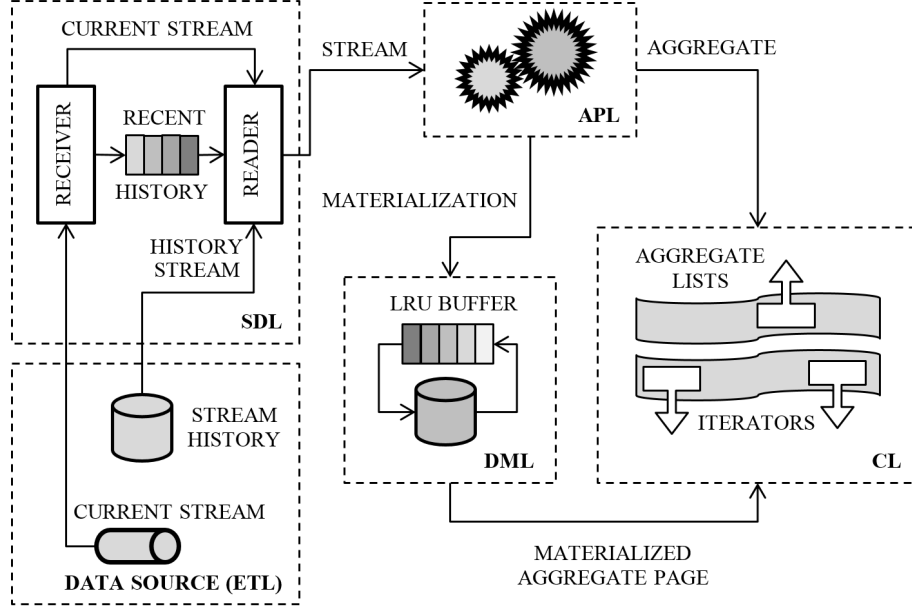 CURRENT STREAM
RECEIVER
RECENT
HISTORY
READER
HISTORY
STREAM
SDL
STREAM
APL
AGGREGATE
MATERIALIZATION
LRU BUFFER
DML
AGGREGATE
LISTS
ITERATORS
CL
STREAM
HISTORY
CURRENT STREAM
DATA SOURCE (ETL)
MATERIALIZED
AGGREGATE PAGE